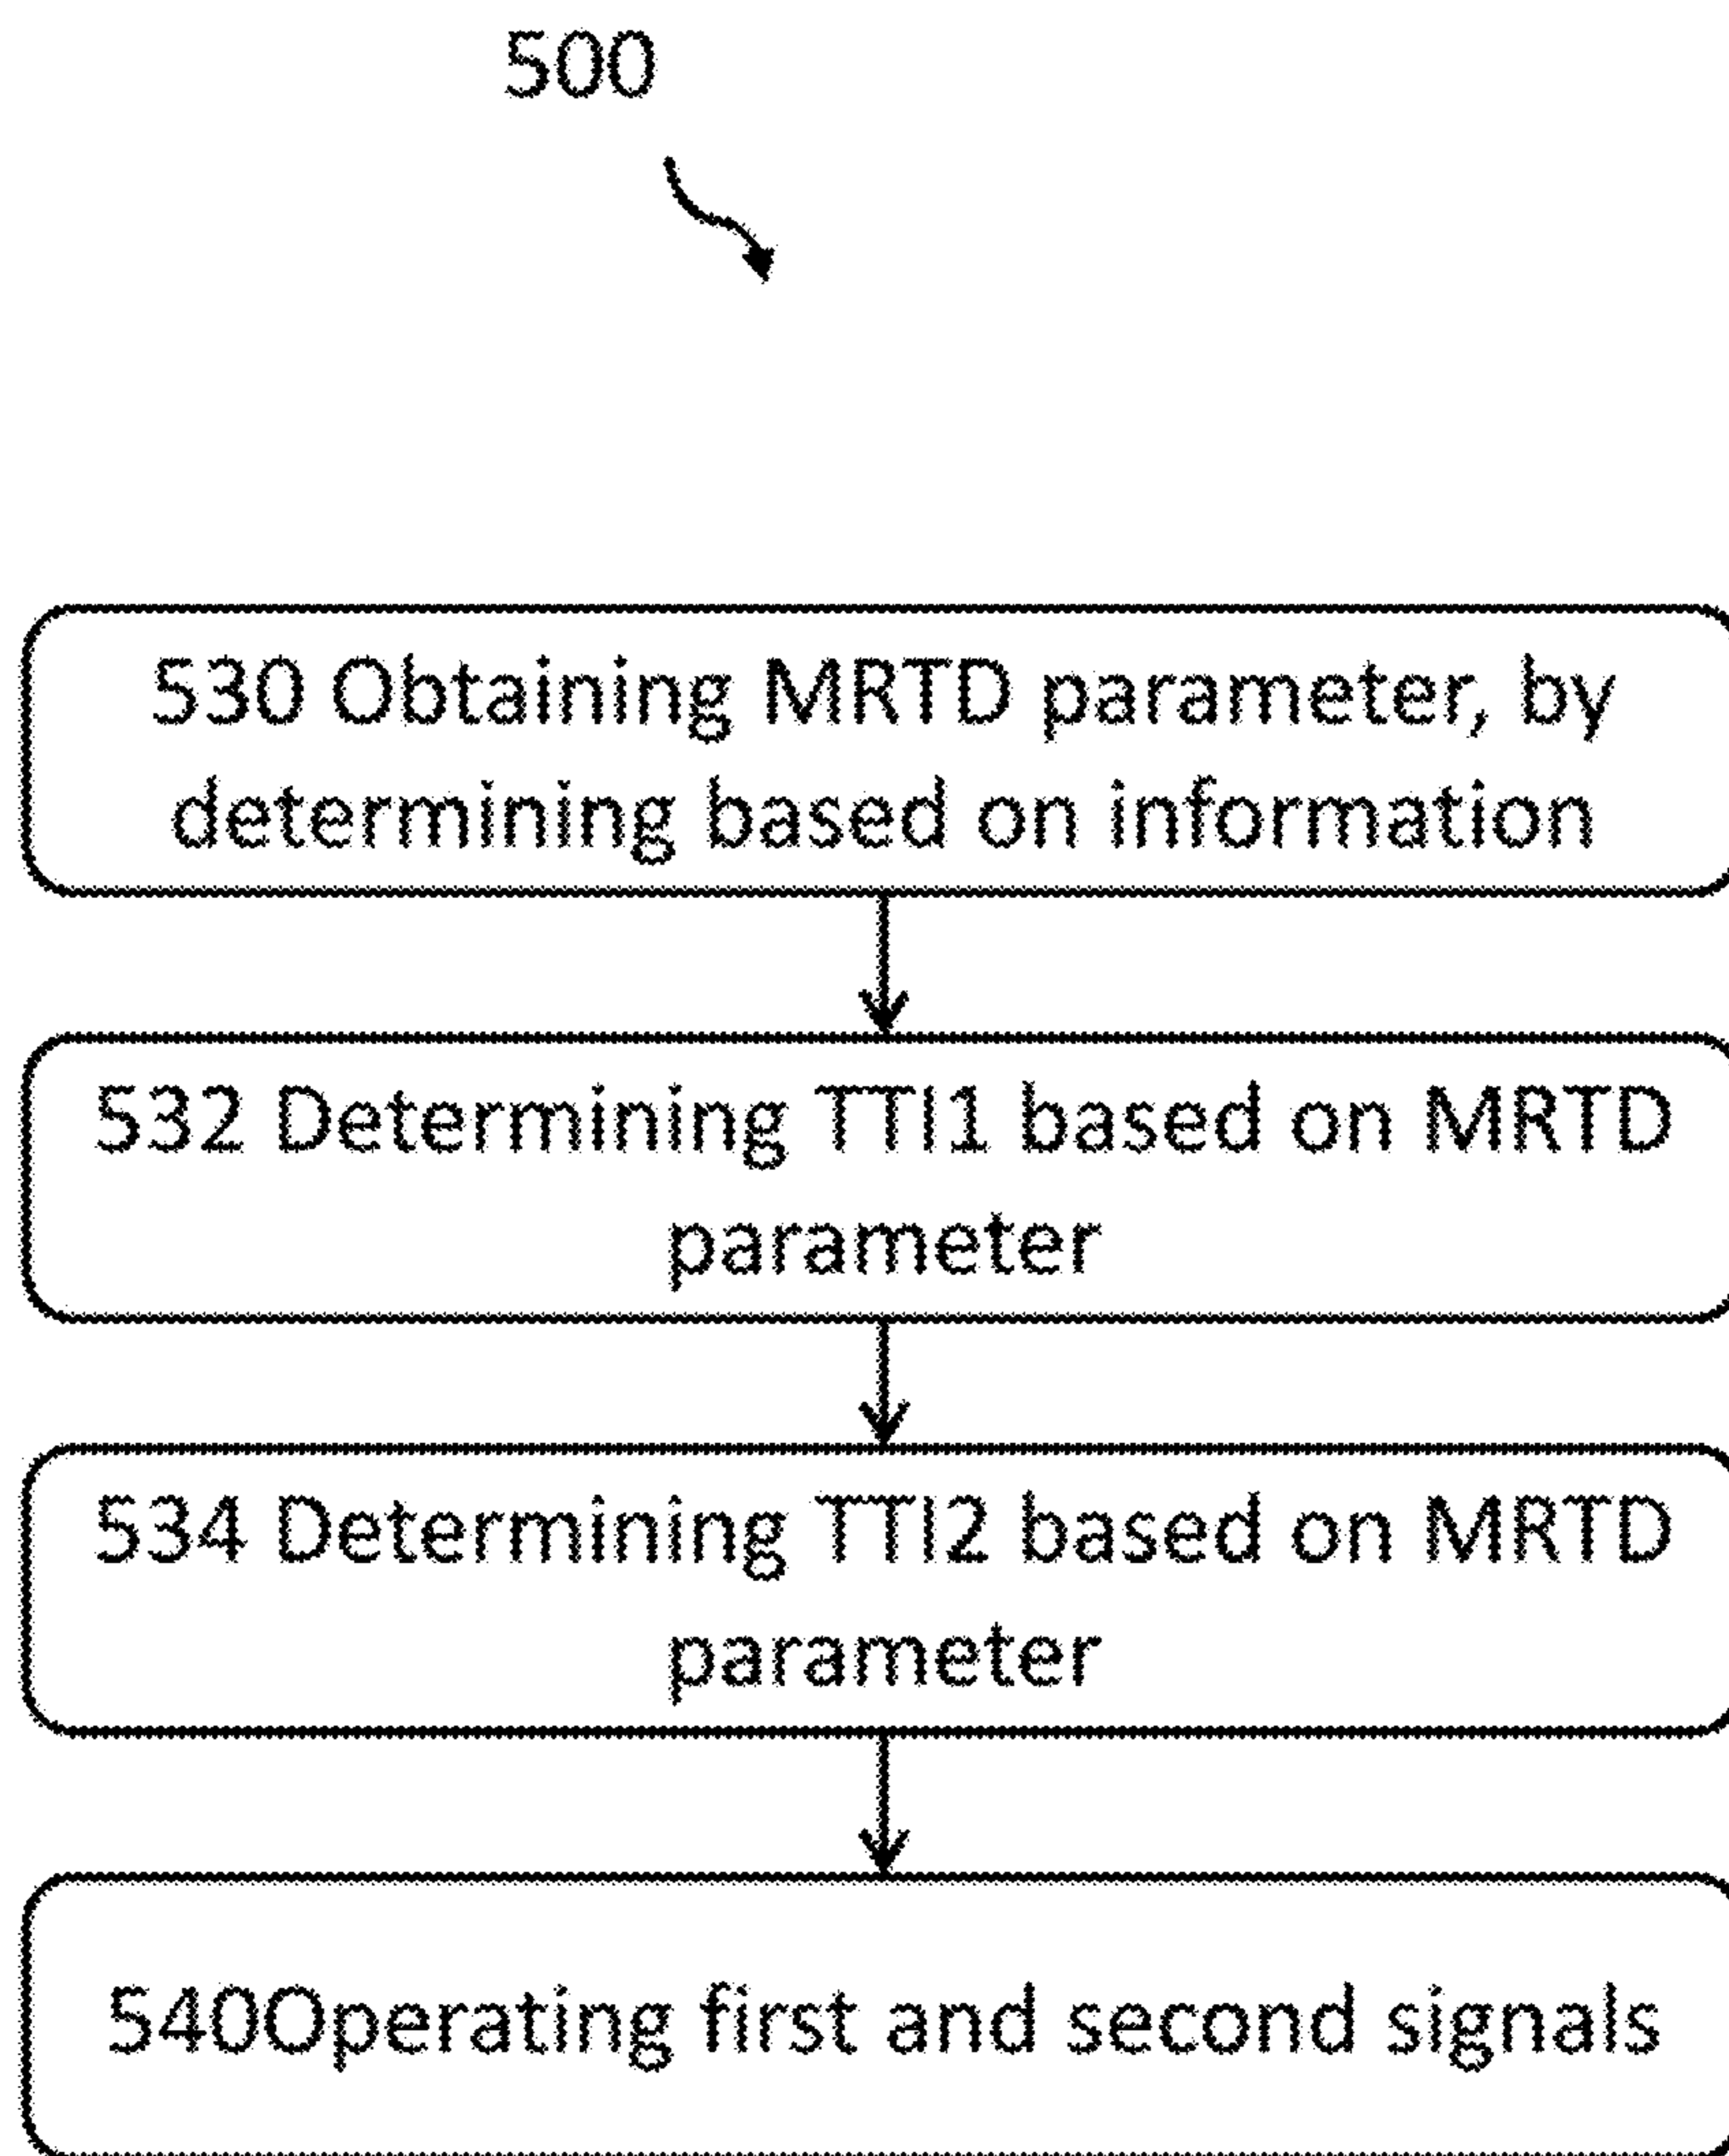 500
530 Obtaining MRTD parameter, by
determining based on information
532 Determining TTI1 based on MRTD
parameter
534 Determining TTI2 based on MRTD
parameter
540Operating first and second signals